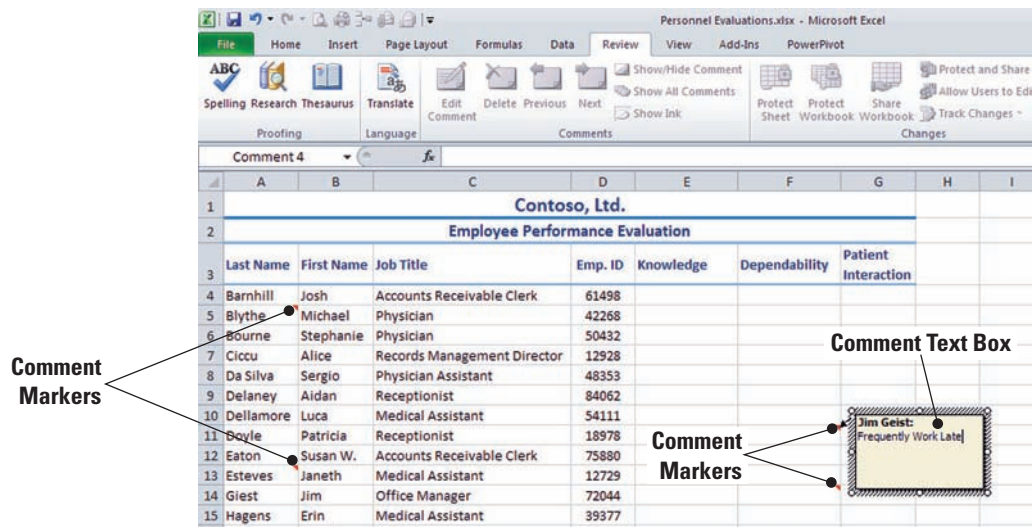 Personnel Evaluations.xlsx - Microsoft Excel
File Home Insert Page Layout Formulas Data Review View Add-Ins PowerPivot
ABC
Spelling Research Thesaurus
Proofing
Translate
Language
Edit Comment
Delete Previous Next
Show/Hide Comment
Show All Comments
Show Ink
Comments
Protect Sheet
Protect Workbook
Share Workbook
Protect and Share
Allow Users to Edi
Track Changes
Changes
Comment 4 fx
A B C D E F G H I
1 Contoso, Ltd.
2 Employee Performance Evaluation
3 Last Name First Name Job Title Emp. ID Knowledge Dependability Patient Interaction
4 Barnhill Josh Accounts Receivable Clerk 61498
5 Blythe Michael Physician 42268
6 Bourne Stephanie Physician 50432
7 Ciccu Alice Records Management Director 12928
8 Da Silva Sergio Physician Assistant 48353
9 Delaney Aidan Receptionist 84062
10 Dellamore Luca Medical Assistant 54111
11 Doyle Patricia Receptionist 18978
12 Eaton Susan W. Accounts Receivable Clerk 75880
13 Esteves Janeth Medical Assistant 12729
14 Giest Jim Office Manager 72044
15 Hagens Erin Medical Assistant 39377
Comment
Markers
Comment Text Box
Jim Geist:
Frequently Work Late
Comment
Markers